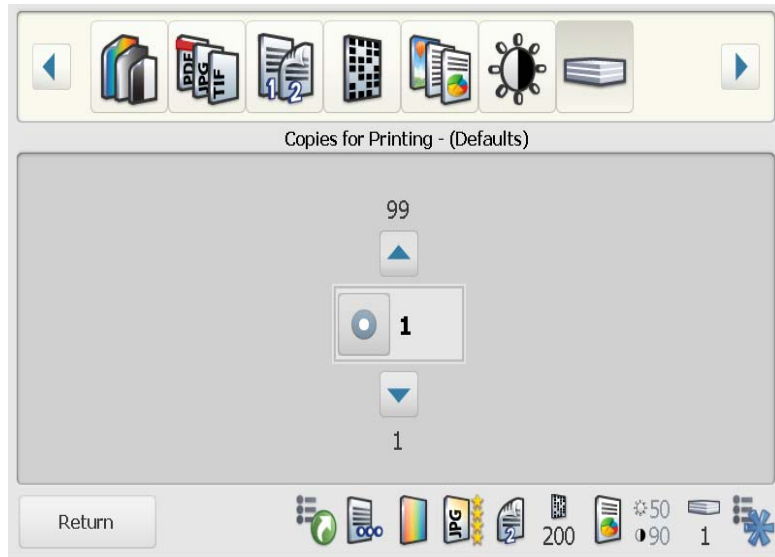 PDF
JPG
TIF
1 2
Copies for Printing - (Defaults)
99
1
1
Return
JPG
2
200
50
90
1